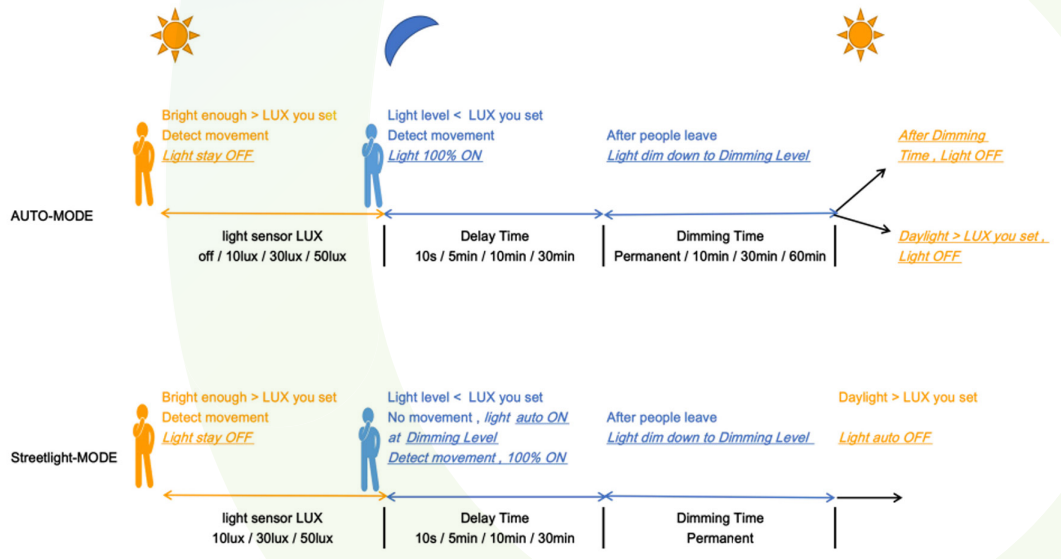 Bright enough > LUX you set
Detect movement
Light stay OFF
Light level < LUX you set
Detect movement
Light 100% ON
After people leave
Light dim down to Dimming Level
After Dimming
Time , Light OFF
AUTO-MODE
light sensor LUX
off / 10lux / 30lux / 50lux
Delay Time
10s / 5min / 10min / 30min
Dimming Time
Permanent / 10min / 30min / 60min
Daylight > LUX you set ,
Light OFF
Bright enough > LUX you set
Detect movement
Light stay OFF
Light level < LUX you set
No movement , light auto ON
at Dimming Level
Detect movement , 100% ON
After people leave
Light dim down to Dimming Level
Daylight > LUX you set
Light auto OFF
Streetlight-MODE
light sensor LUX
10lux / 30lux / 50lux
Delay Time
10s / 5min / 10min / 30min
Dimming Time
Permanent